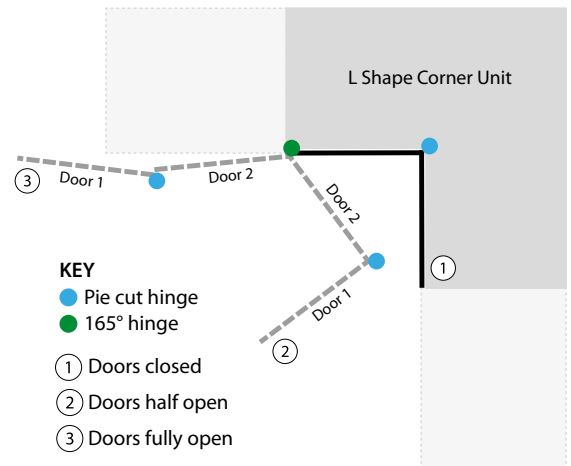 L Shape Corner Unit
3 Door 1
Door 2
Door 2
1
Door 1
2
KEY
Pie cut hinge
165° hinge
1 Doors closed
2 Doors half open
3 Doors fully open